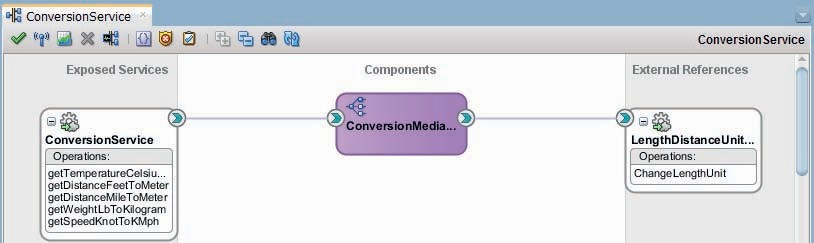 ConversionService
ConversionService
Exposed Services
Components
External References
ConversionService
Operations:
getTemperatureCelsiu...
getDistanceFeetToMeter
getDistanceMileToMeter
getWeightLbToKilogram
getSpeedKnotToKMph
ConversionMedia...
LengthDistanceUnit...
Operations:
ChangeLengthUnit